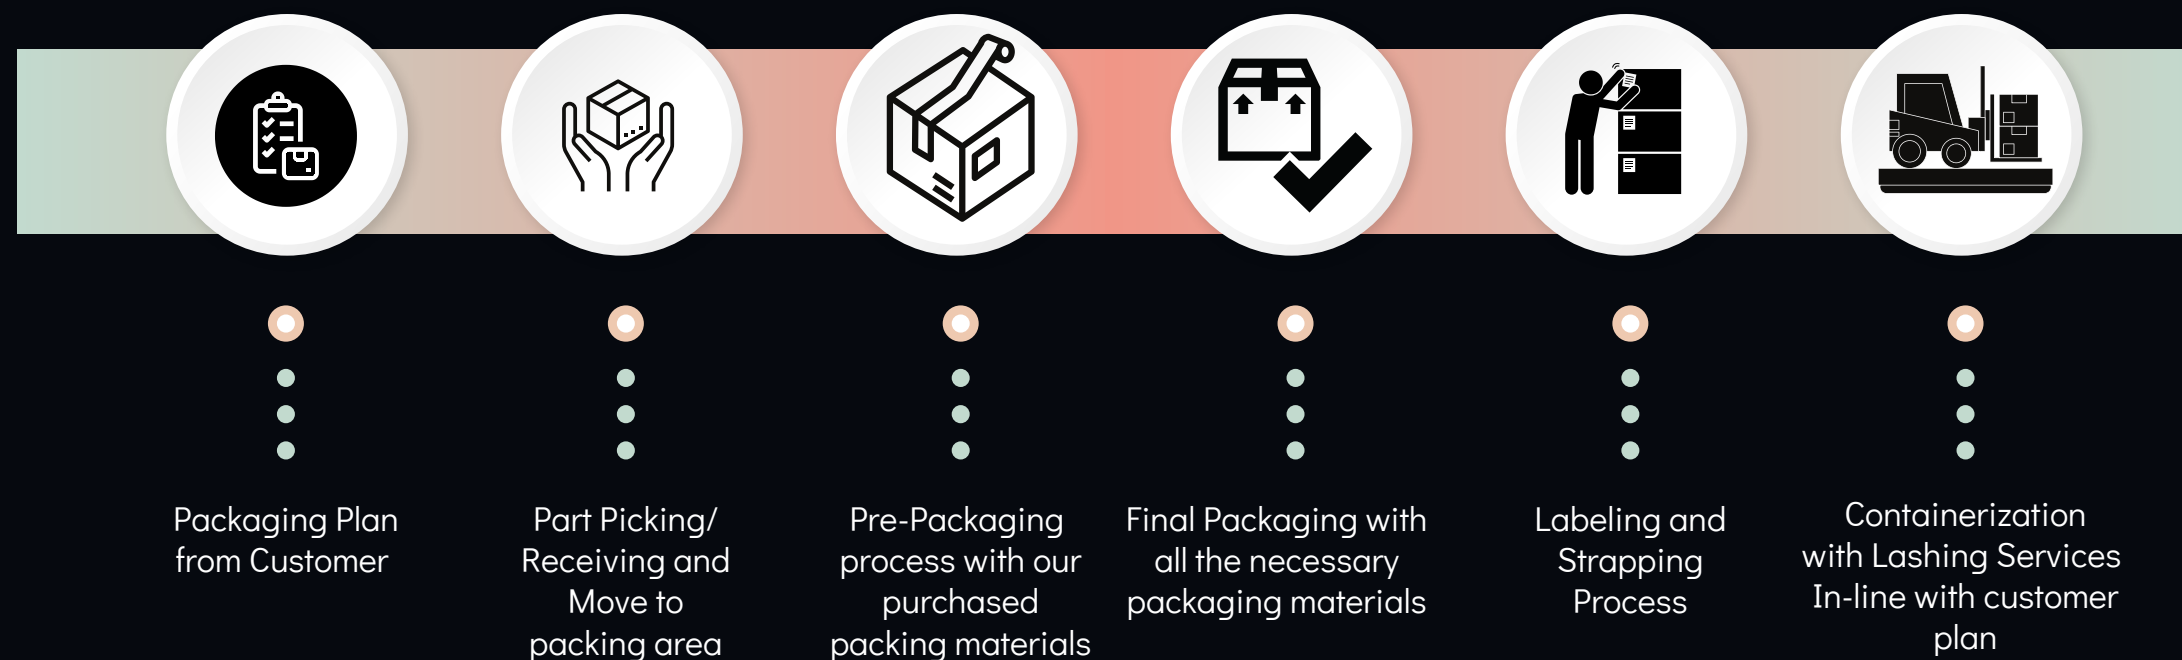 Packaging Plan
from Customer
Part Picking/
Receiving and
Move to
packing area
Pre-Packaging
process with our
purchased
packing materials
Final Packaging with
all the necessary
packaging materials
Labeling and
Strapping
Process
Containerization
with Lashing Services
In-line with customer
plan